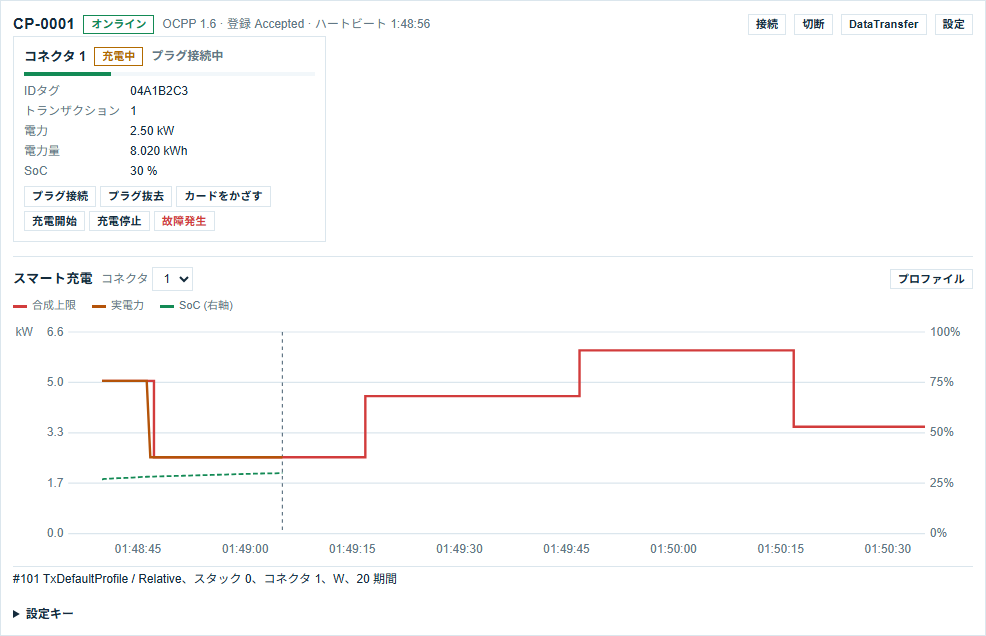 CP-0001 オンライン OCPP 1.6 · 登録 Accepted · ハートビート 1:48:56 接続 切断 DataTransfer 設定
コネクタ 1 充電中 プラグ接続中
IDタグ 04A1B2C3
トランザクション 1
電力 2.50 kW
電力量 8.020 kWh
SoC 30 %
プラグ接続 プラグ抜去 カードをかざす
充電開始 充電停止 故障発生
スマート充電 コネクタ 1 プロファイル
合成上限 実電力 SoC (右軸)
kW 6.6 100%
5.0 75%
3.3 50%
1.7 25%
0.0 0%
01:48:45 01:49:00 01:49:15 01:49:30 01:49:45 01:50:00 01:50:15 01:50:30
#101 TxDefaultProfile / Relative、スタック 0、コネクタ 1、W、20 期間
▶ 設定キー